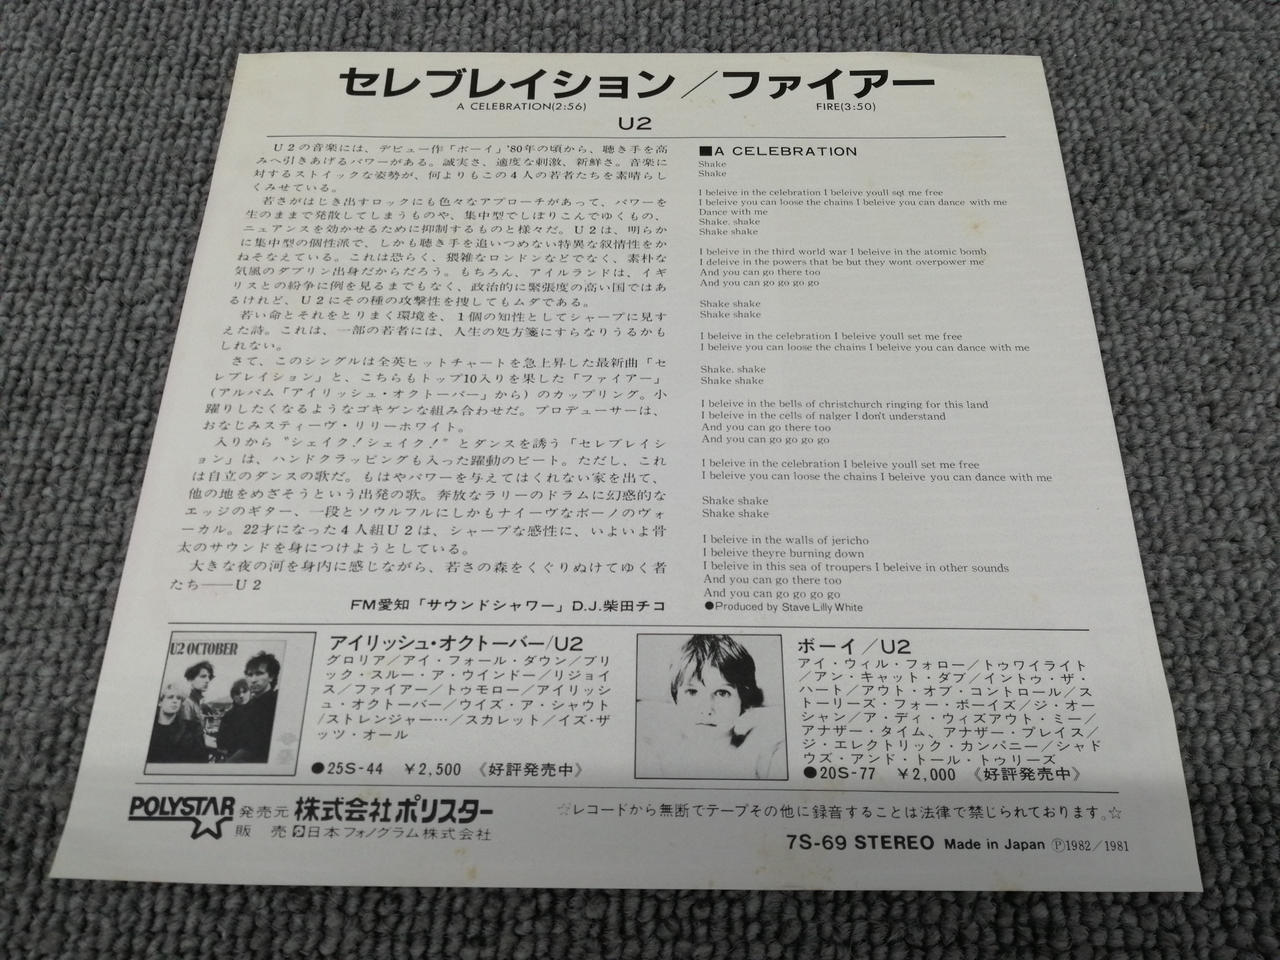 セレブレイション／ファイアー
A CELEBRATION(2:56) FIRE(3:50)
U2
U2の音楽には、デビュー作「ボーイ」'80年の頃から、聴き手を高
みへ引きあげるパワーがある。誠実さ、適度な刺激、新鮮さ。音楽に
対するストイックな姿勢が、何よりもこの4人の若者たちを素晴らし
くみせている。
若さがはじき出すロックにも色々なアプローチがあって、パワーを
生のままで発散してしまうものや、集中型でしぼりこんでゆくもの、
ニュアンスを効かせるために抑制するものと様々だ。U2は、明らか
に集中型の個性派で、しかも聴き手を追いつめない特異な叙情性をか
ねそなえている。これは恐らく、猥雑なロンドンなどでなく、素朴な
気風のダブリン出身だからだろう。もちろん、アイルランドは、イギ
リスとの紛争に例を見るまでもなく、政治的に緊張度の高い国ではあ
るけれど、U2にその種の攻撃性を捜してもムダである。
若い命とそれをとりまく環境を、1個の知性としてシャープに見す
えた詩。これは、一部の若者には、人生の処方箋にすらなりうるかも
しれない。
さて、このシングルは全英ヒットチャートを急上昇した最新曲「セ
レブレイション」と、こちらもトップ10入りを果した「ファイアー」
(アルバム「アイリッシュ・オクトーバー」から)のカップリング。小
躍りしたくなるようなゴキゲンな組み合わせだ。プロデューサーは、
おなじみスティーヴ・リリーホワイト。
入りから“シェイク！シェイク！”とダンスを誘う「セレブレイシ
ョン」は、ハンドクラッピングも入った躍動のビート。ただし、これ
は自立のダンスの歌だ。もはやパワーを与えてはくれない家を出て、
他の地をめざそうという出発の歌。奔放なラリーのドラムに幻惑的な
エッジのギター、一段とソウルフルにしかもナイーヴなボーノのヴォ
ーカル。22才になった4人組U2は、シャープな感性に、いよいよ骨
太のサウンドを身につけようとしている。
大きな夜の河を身内に感じながら、若さの森をくぐりぬけてゆく者
たち——U2
FM愛知「サウンドシャワー」D.J.柴田チコ
■A CELEBRATION
Shake
Shake
I beleive in the celebration I beleive youll set me free
I beleive you can loose the chains I beleive you can dance with me
Dance with me
Shake, shake
Shake shake
I beleive in the third world war I beleive in the atomic bomb
I deleive in the powers that be but they wont overpower me
And you can go there too
And you can go go go go
Shake shake
Shake shake
I beleive in the celebration I beleive youll set me free
I beleive you can loose the chains I beleive you can dance with me
Shake, shake
Shake shake
I beleive in the bells of christchurch ringing for this land
I beleive in the cells of nalger I don't understand
And you can go there too
And you can go go go go
I beleive in the celebration I beleive youll set me free
I beleive you can loose the chains I beleive you can dance with me
Shake shake
Shake shake
I beleive in the walls of jericho
I beleive theyre burning down
I beleive in this sea of troupers I beleive in other sounds
And you can go there too
And you can go go go go
●Produced by Stave Lilly White
U2 OCTOBER
アイリッシュ・オクトーバー/U2
グロリア／アイ・フォール・ダウン／ブリ
ック・スルー・ア・ウインドー／リジョイ
ス／ファイアー／トゥモロー／アイリッシ
ュ・オクトーバー／ウイズ・ア・シャウト
/ストレンジャー…／スカレット／イズ・ザ
ッツ・オール
●25S-44 ¥2,500 《好評発売中》
ボーイ／U2
アイ・ウィル・フォロー／トゥワイライト
／アン・キャット・ダブ／イントゥ・ザ・
ハート／アウト・オブ・コントロール／ス
トーリーズ・フォー・ボーイズ／ジ・オー
シャン／ア・ディ・ウィズアウト・ミー／
アナザー・タイム、アナザー・プレイス／
ジ・エレクトリック・カンパニー／シャド
ウズ・アンド・トール・トゥリーズ
●20S-77 ¥2,000 《好評発売中》
POLYSTAR 発売元 株式会社ポリスター
販 売 日本フォノグラム株式会社
☆レコードから無断でテープその他に録音することは法律で禁じられております。☆
7S-69 STEREO Made in Japan Ⓟ1982／1981